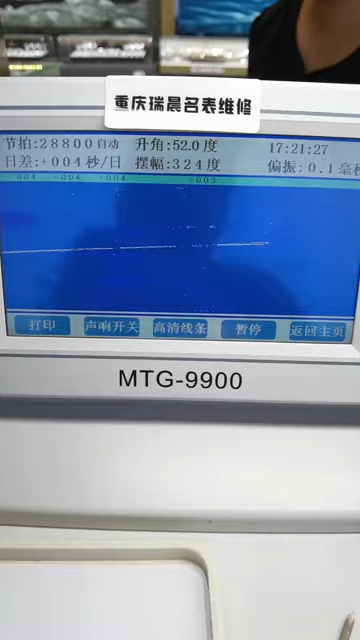 重庆瑞晨名表维修
节拍:28800自动 升角:52.0度 17:21:27
日差:+004秒/日 摆幅:324度 偏振:0.1毫秒
004 +004 +004 +003
打印 声响开关 高清线条 暂停 返回主页
MTG-9900